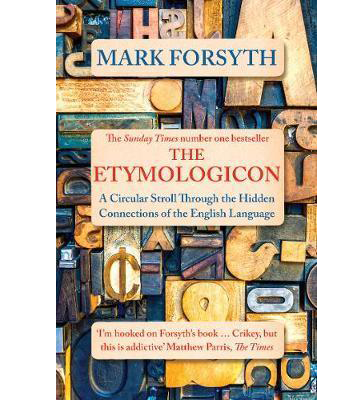 MARK FORSYTH
The Sunday Times number one bestseller
THE
ETYMOLOGICON
A Circular Stroll Through the Hidden
Connections of the English Language
'I'm hooked on Forsyth's book … Crikey, but
this is addictive' Matthew Parris, The Times